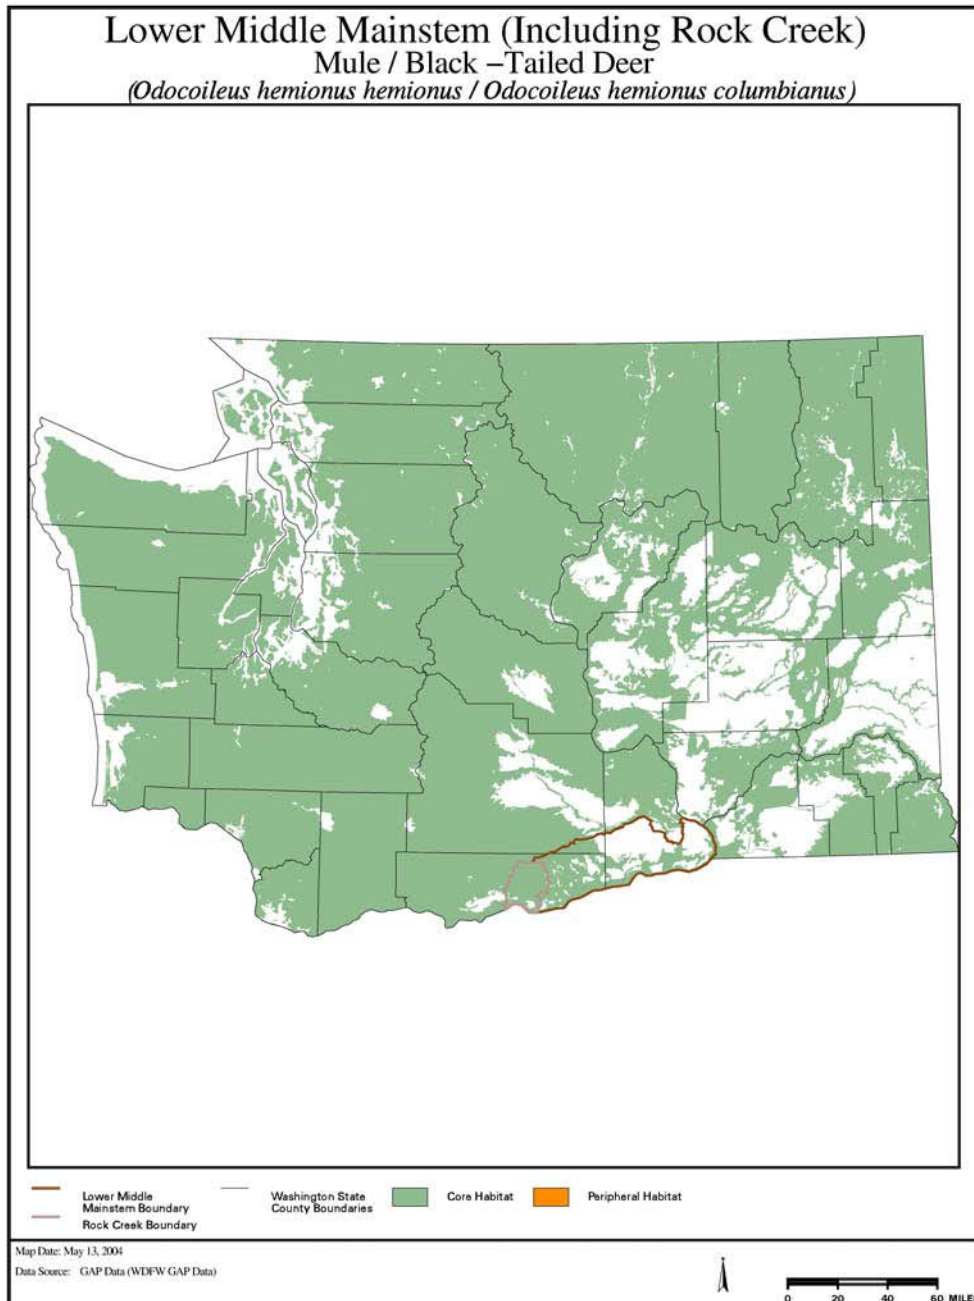 Lower Middle Mainstem (Including Rock Creek)
Mule / Black –Tailed Deer
(Odocoileus hemionus hemionus / Odocoileus hemionus columbianus)
Lower Middle
Mainstem Boundary
Rock Creek Boundary
Washington State
County Boundaries
Core Habitat
Peripheral Habitat
Map Date: May 13, 2004
Data Source: GAP Data (WDFW GAP Data)
0 20 40 60 MILES